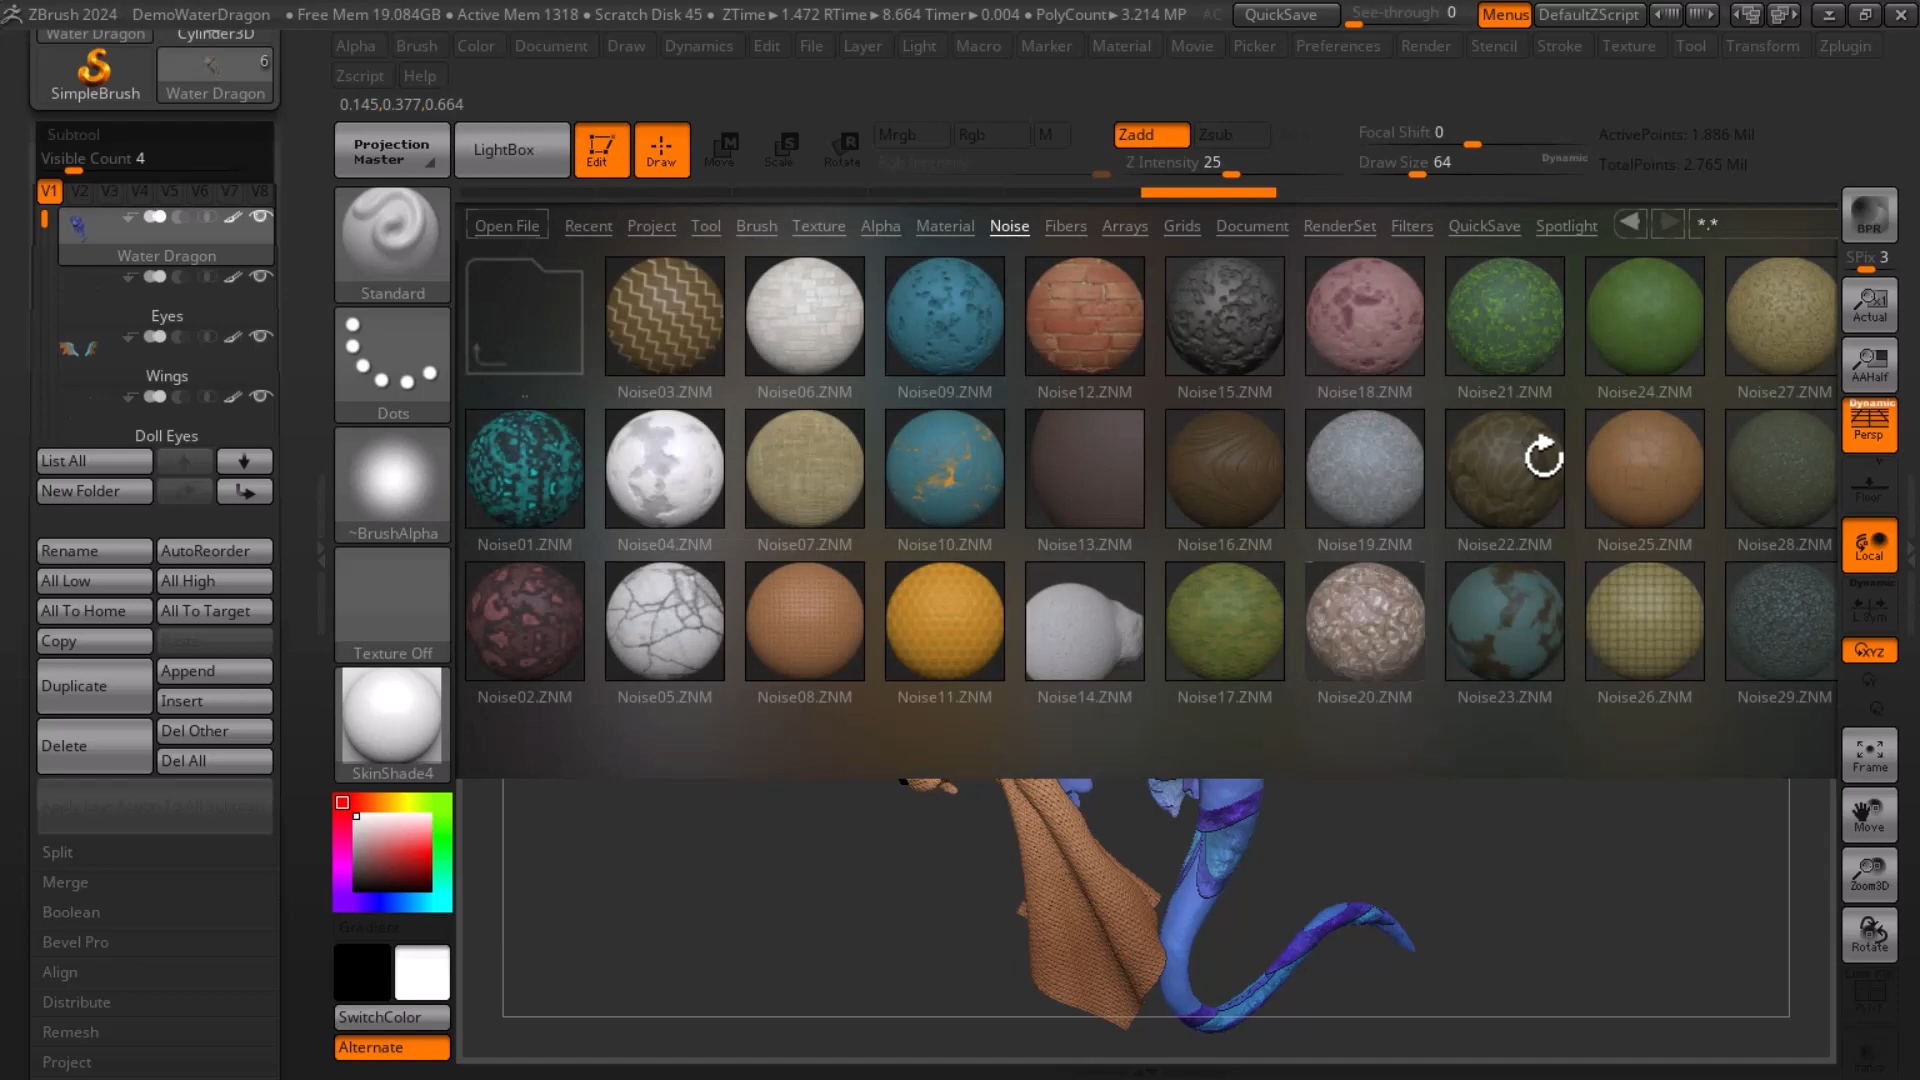 ZBrush 2024 DemoWaterDragon • Free Mem 19.084GB • Active Mem 1318 • Scratch Disk 45 • ZTime►1.472 RTime►8.664 Timer►0.004 • PolyCount►3.214 MP AC QuickSave See-through 0 Menus DefaultZScript
Water Dragon Cylinder3D
SimpleBrush 6 Water Dragon
Alpha Brush Color Document Draw Dynamics Edit File Layer Light Macro Marker Material Movie Picker Preferences Render Stencil Stroke Texture Tool Transform Zplugin
Zscript Help
0.145,0.377,0.664
Projection Master LightBox Edit Draw Move Scale Rotate
Mrgb Rgb M Zadd Zsub
Rgb Intensity Z Intensity 25
Focal Shift 0 ActivePoints: 1.886 Mil
Draw Size 64 Dynamic TotalPoints: 2.765 Mil
Subtool
Visible Count 4
V1 V2 V3 V4 V5 V6 V7 V8
Water Dragon
Eyes
Wings
Doll Eyes
List All
New Folder
Rename AutoReorder
All Low All High
All To Home All To Target
Copy
Duplicate Append
Insert
Delete Del Other
Del All
Split
Merge
Boolean
Bevel Pro
Align
Distribute
Remesh
Project
Standard
Dots
~BrushAlpha
Texture Off
SkinShade4
Gradient
SwitchColor
Alternate
Open File Recent Project Tool Brush Texture Alpha Material Noise Fibers Arrays Grids Document RenderSet Filters QuickSave Spotlight *.*
.. Noise03.ZNM Noise06.ZNM Noise09.ZNM Noise12.ZNM Noise15.ZNM Noise18.ZNM Noise21.ZNM Noise24.ZNM Noise27.ZNM
Noise01.ZNM Noise04.ZNM Noise07.ZNM Noise10.ZNM Noise13.ZNM Noise16.ZNM Noise19.ZNM Noise22.ZNM Noise25.ZNM Noise28.ZNM
Noise02.ZNM Noise05.ZNM Noise08.ZNM Noise11.ZNM Noise14.ZNM Noise17.ZNM Noise20.ZNM Noise23.ZNM Noise26.ZNM Noise29.ZNM
BPR
SPix 3
Actual
AAHalf
Dynamic
Persp
Floor
Local
Dynamic
L.Sym
XYZ
Frame
Move
Zoom3D
Rotate